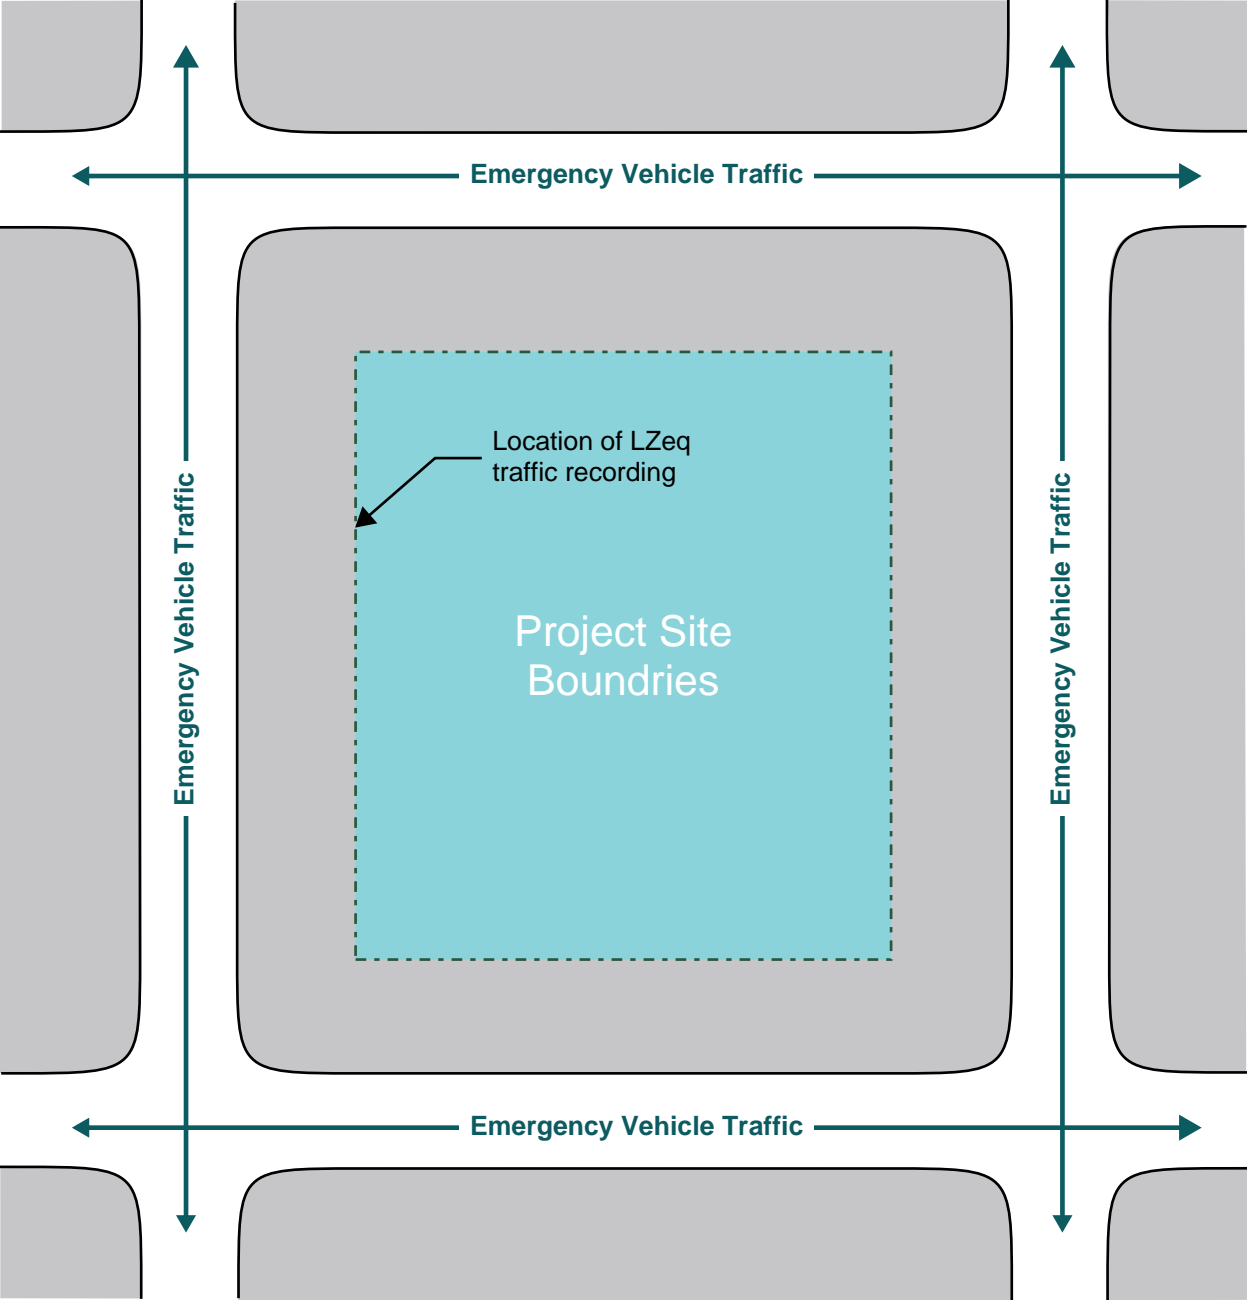 Emergency Vehicle Traffic
Location of LZeq
traffic recording
Emergency Vehicle Traffic
Emergency Vehicle Traffic
Project Site
Boundries
Emergency Vehicle Traffic